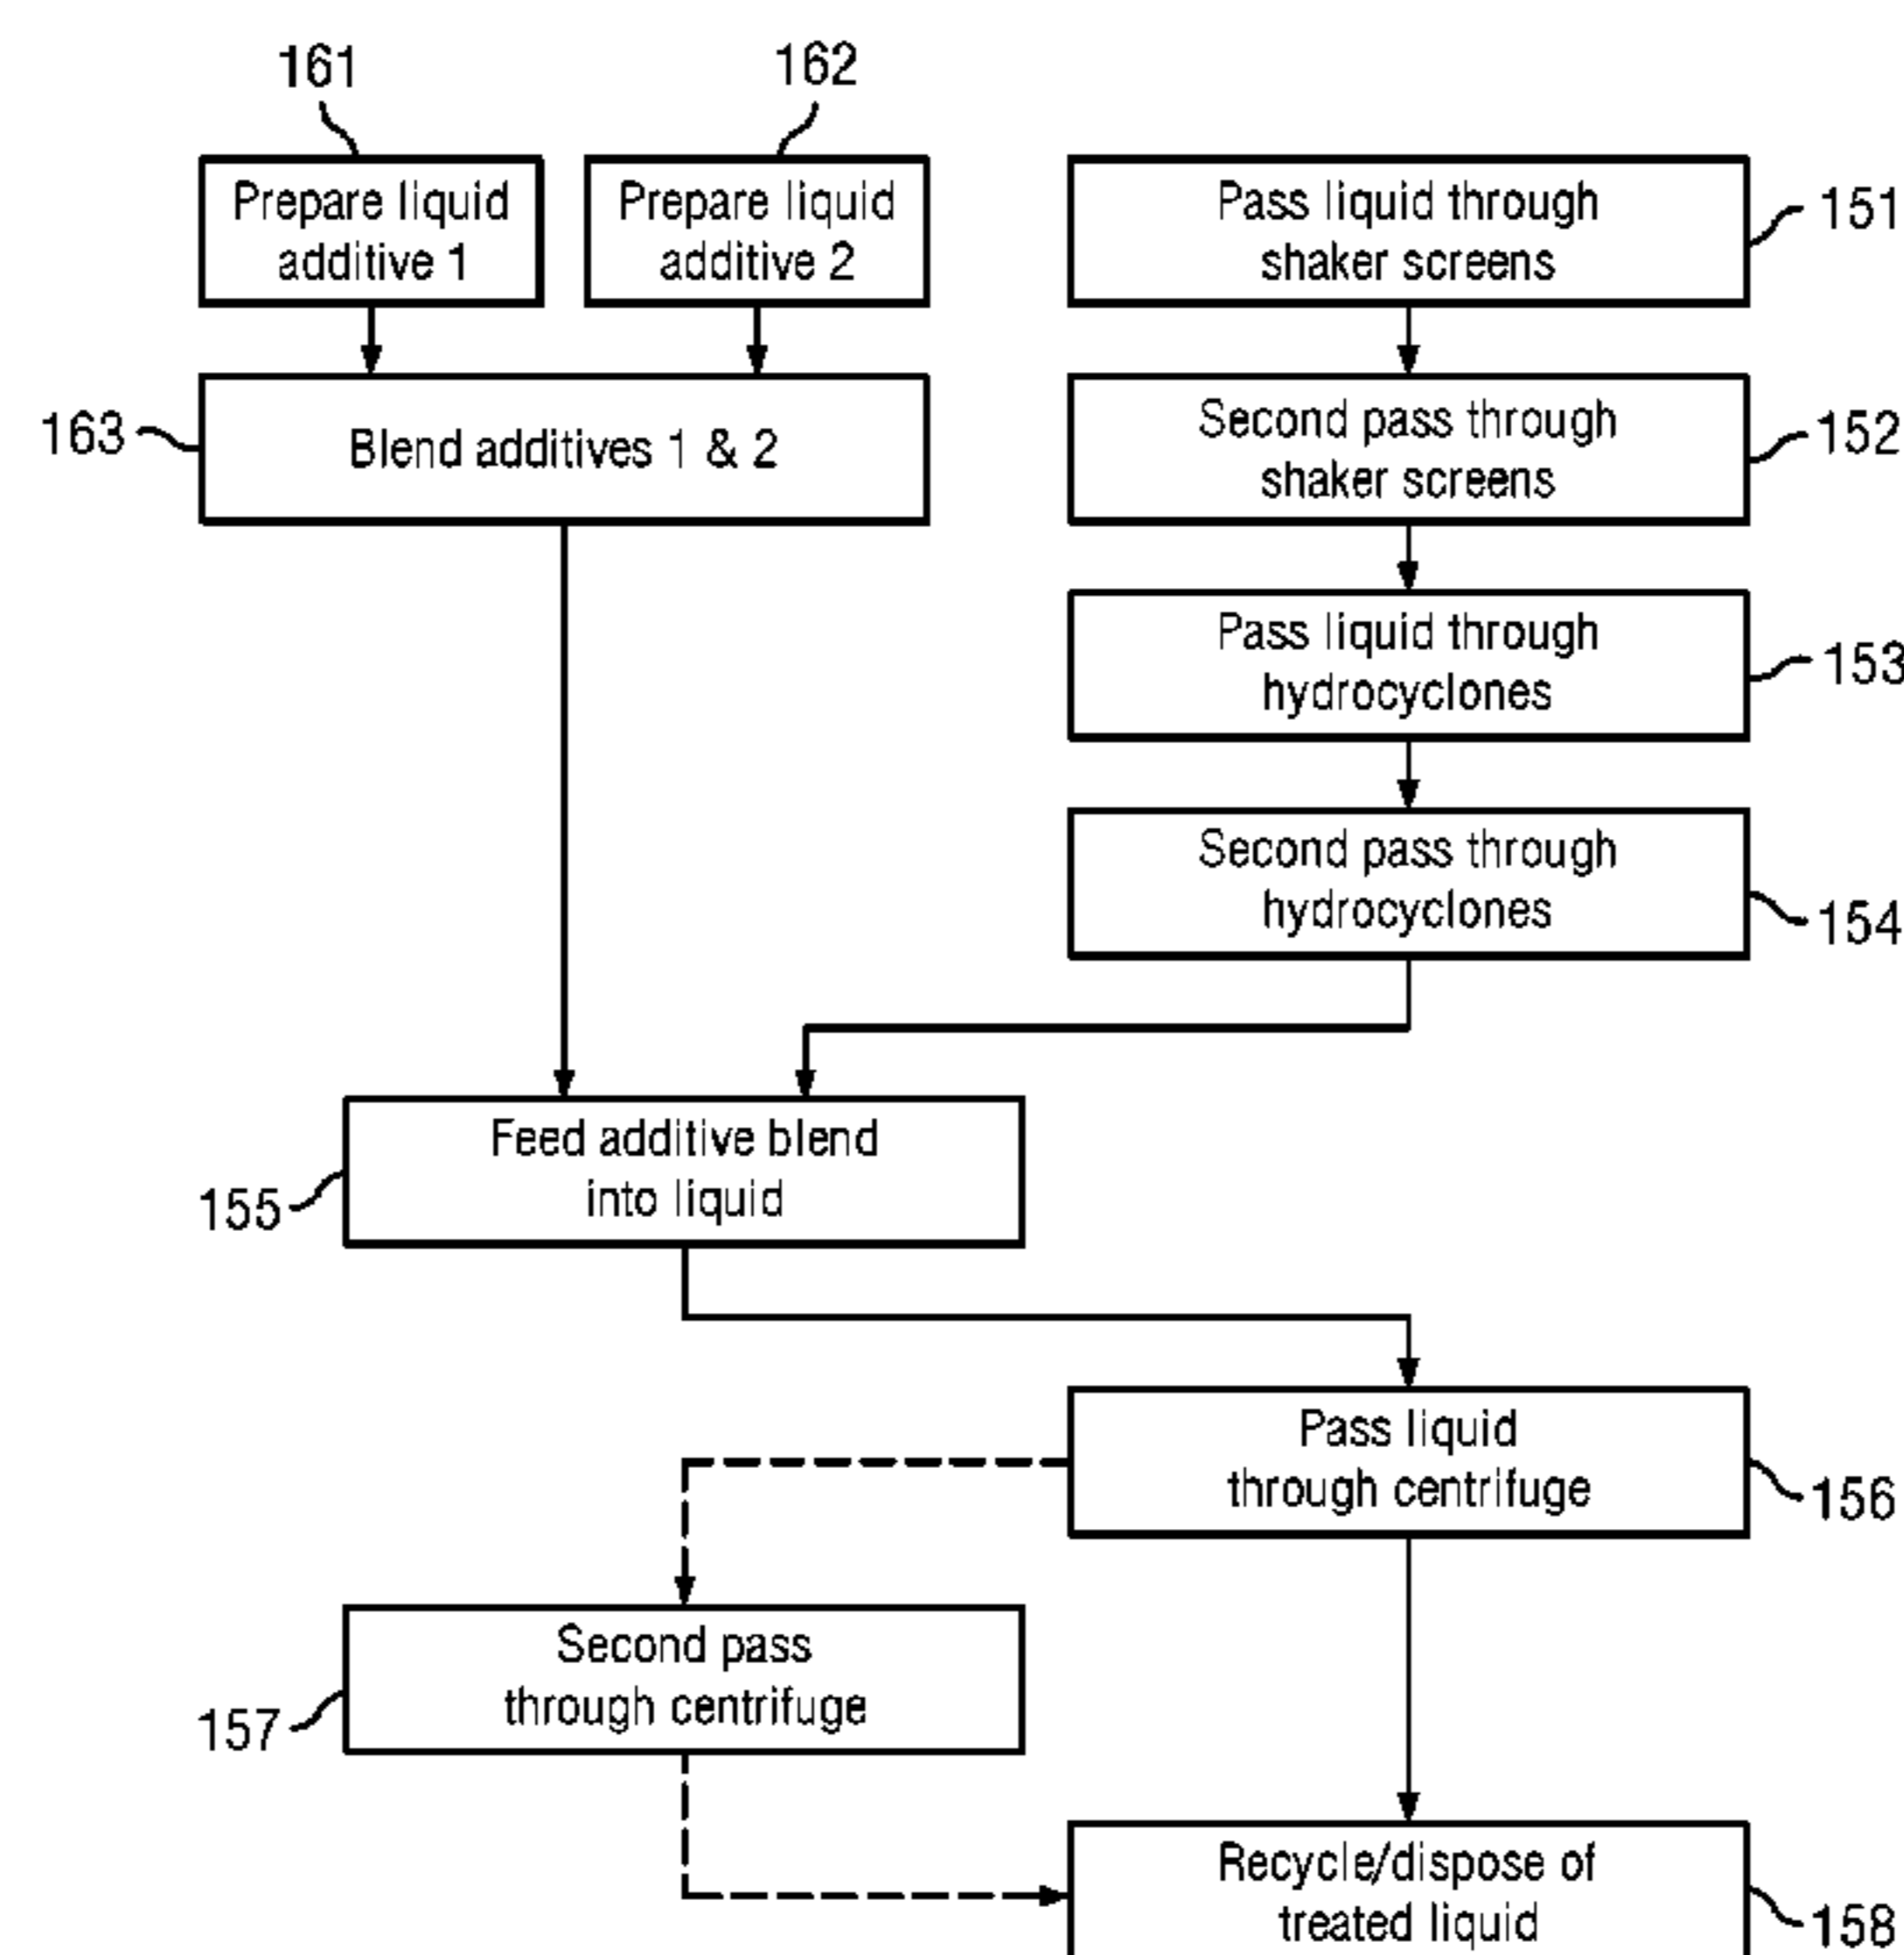 161
162
Prepare liquid
additive 1
Prepare liquid
additive 2
Pass liquid through
shaker screens
151
163
Blend additives 1 & 2
Second pass through
shaker screens
152
Pass liquid through
hydrocyclones
153
Second pass through
hydrocyclones
154
Feed additive blend
into liquid
155
Pass liquid
through centrifuge
156
Second pass
through centrifuge
157
Recycle/dispose of
treated liquid
158